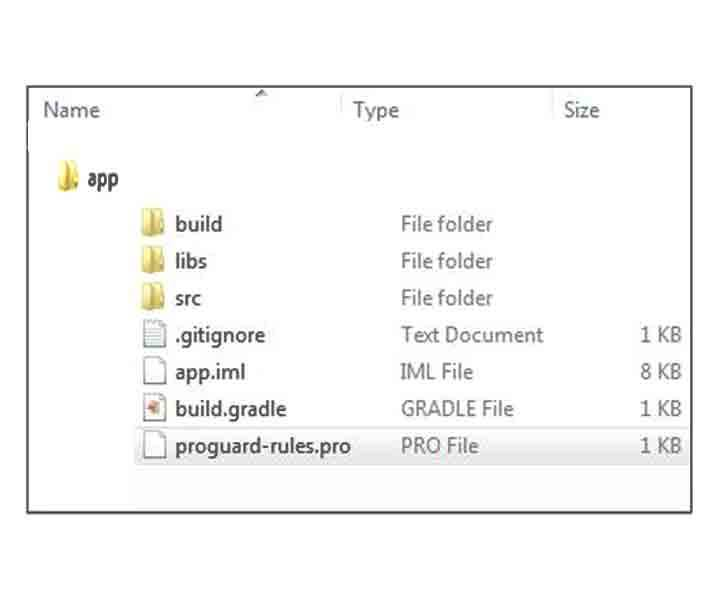 Name Type Size
app
build File folder
libs File folder
src File folder
.gitignore Text Document 1 KB
app.iml IML File 8 KB
build.gradle GRADLE File 1 KB
proguard-rules.pro PRO File 1 KB